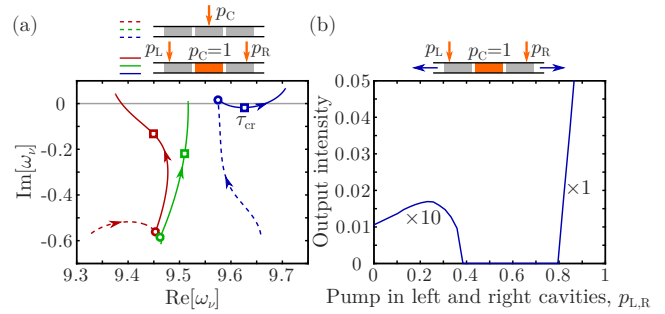 (a)
p_C
p_L
p_C=1
p_R
0
-0.2
-0.4
-0.6
Im[ω_ν]
τ_cr
9.3
9.4
9.5
9.6
9.7
Re[ω_ν]
(b)
p_L
p_C=1
p_R
0.05
0.04
0.03
0.02
0.01
0
Output intensity
×10
×1
0
0.2
0.4
0.6
0.8
1
Pump in left and right cavities, p_L,R